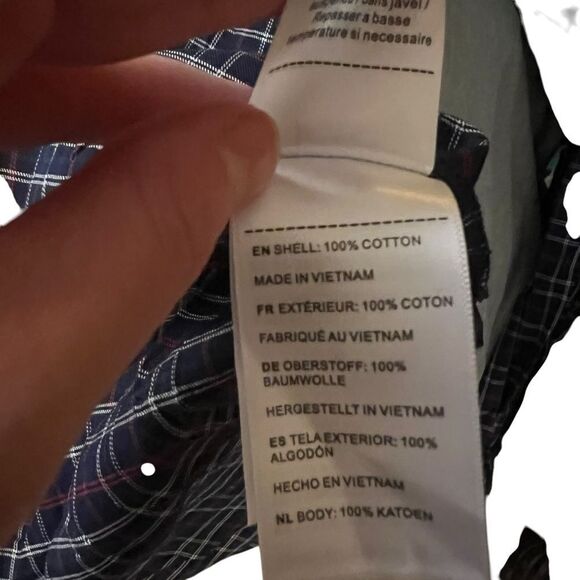 Repasser a basse
temperature si necessaire
EN SHELL: 100% COTTON
MADE IN VIETNAM
FR EXTÉRIEUR: 100% COTON
FABRIQUÉ AU VIETNAM
DE OBERSTOFF: 100%
BAUMWOLLE
HERGESTELLT IN VIETNAM
ES TELA EXTERIOR: 100%
ALGODÓN
HECHO EN VIETNAM
NL BODY: 100% KATOEN